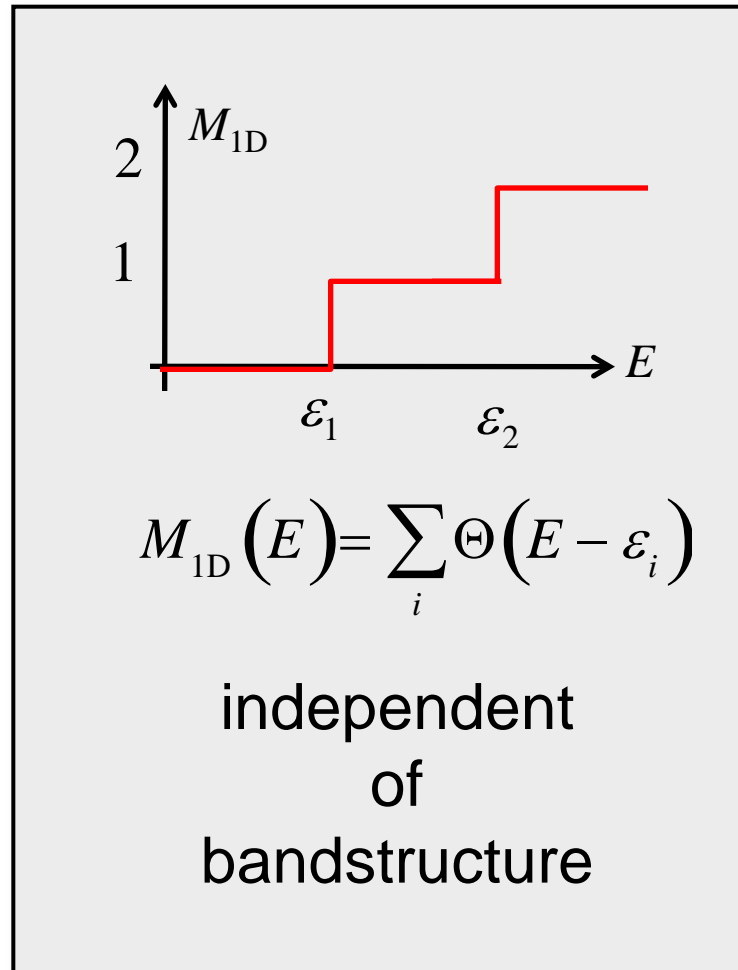 M_1D
2
1
E
ε_1 ε_2
M_1D (E) = ∑_i Θ(E − ε_i)
independent
of
bandstructure